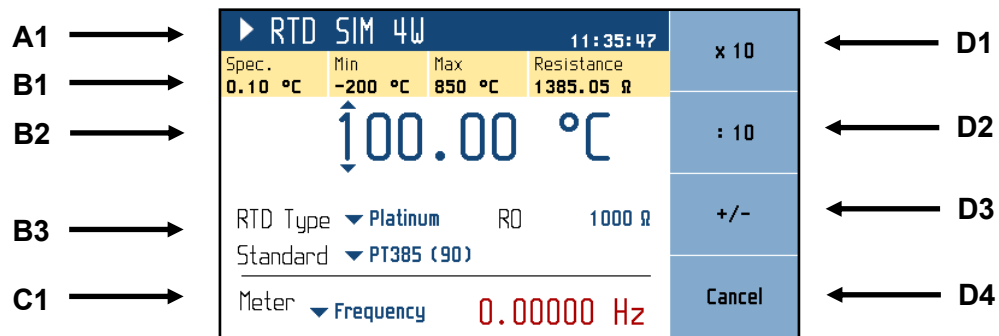 A1 RTD SIM 4W 11:35:47 x 10 D1
Spec. Min Max Resistance
B1 0.10 °C -200 °C 850 °C 1385.05 Ω
B2 100.00 °C : 10 D2
B3 RTD Type Platinum R0 1000 Ω +/- D3
Standard PT385 (90)
C1 Meter Frequency 0.00000 Hz Cancel D4